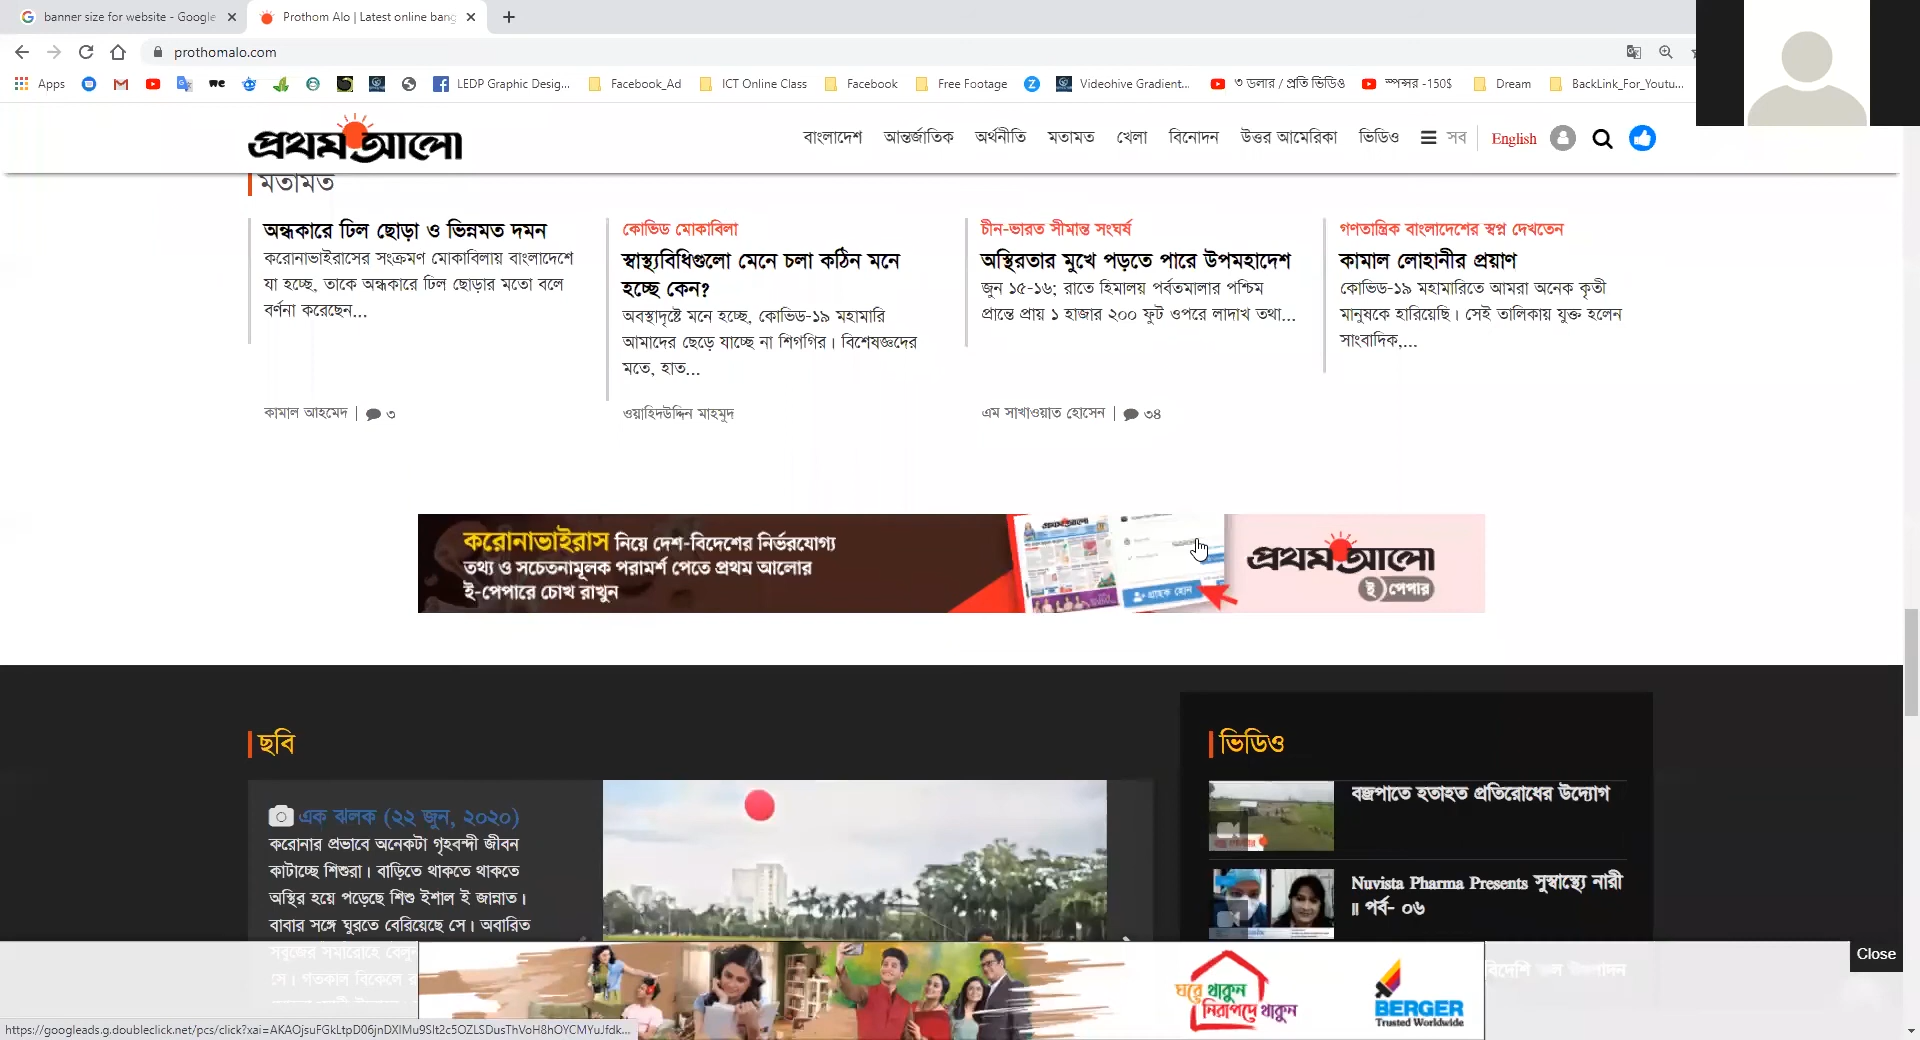 banner size for website - Google
Prothom Alo | Latest online bang
prothomalo.com
Apps
LEDP Graphic Desig...
Facebook_Ad
ICT Online Class
Facebook
Free Footage
Videohive Gradient...
৩ ডলার / প্রতি ভিডিও
স্পন্সর -150$
Dream
BackLink_For_Youtu...
প্রথম আলো
বাংলাদেশ আন্তর্জাতিক অর্থনীতি মতামত খেলা বিনোদন উত্তর আমেরিকা ভিডিও সব English
মতামত
অন্ধকারে ঢিল ছোড়া ও ভিন্নমত দমন
করোনাভাইরাসের সংক্রমণ মোকাবিলায় বাংলাদেশে
যা হচ্ছে, তাকে অন্ধকারে ঢিল ছোড়ার মতো বলে
বর্ণনা করেছেন...
কামাল আহমেদ | ৩
কোভিড মোকাবিলা
স্বাস্থ্যবিধিগুলো মেনে চলা কঠিন মনে
হচ্ছে কেন?
অবস্থাদৃষ্টে মনে হচ্ছে, কোভিড-১৯ মহামারি
আমাদের ছেড়ে যাচ্ছে না শিগগির। বিশেষজ্ঞদের
মতে, হাত...
ওয়াহিদউদ্দিন মাহমুদ
চীন-ভারত সীমান্ত সংঘর্ষ
অস্থিরতার মুখে পড়তে পারে উপমহাদেশ
জুন ১৫-১৬; রাতে হিমালয় পর্বতমালার পশ্চিম
প্রান্তে প্রায় ১ হাজার ২০০ ফুট ওপরে লাদাখ তথা...
এম সাখাওয়াত হোসেন | ৩৪
গণতান্ত্রিক বাংলাদেশের স্বপ্ন দেখতেন
কামাল লোহানীর প্রয়াণ
কোভিড-১৯ মহামারিতে আমরা অনেক কৃতী
মানুষকে হারিয়েছি। সেই তালিকায় যুক্ত হলেন
সাংবাদিক,...
করোনাভাইরাস নিয়ে দেশ-বিদেশের নির্ভরযোগ্য
তথ্য ও সচেতনামূলক পরামর্শ পেতে প্রথম আলোর
ই-পেপারে চোখ রাখুন
গ্রাহক হোন
প্রথম আলো
ই পেপার
ছবি
এক ঝলক (২২ জুন, ২০২০)
করোনার প্রভাবে অনেকটা গৃহবন্দী জীবন
কাটাচ্ছে শিশুরা। বাড়িতে থাকতে থাকতে
অস্থির হয়ে পড়েছে শিশু ইশাল ই জান্নাত।
বাবার সঙ্গে ঘুরতে বেরিয়েছে সে। অবারিত
সে। গতকাল বিকেলে
ভিডিও
বজ্রপাতে হতাহত প্রতিরোধের উদ্যোগ
Nuvista Pharma Presents সুস্বাস্থ্যে নারী
॥ পর্ব- ০৬
ঘরে থাকুন
নিরাপদে থাকুন
BERGER
Trusted Worldwide
Close
https://googleads.g.doubleclick.net/pcs/click?xai=AKAOjsuFGkLtpD06jnDXIMu9Slt2c5OZLSDusThVoH8hOYCMYuJfdk...